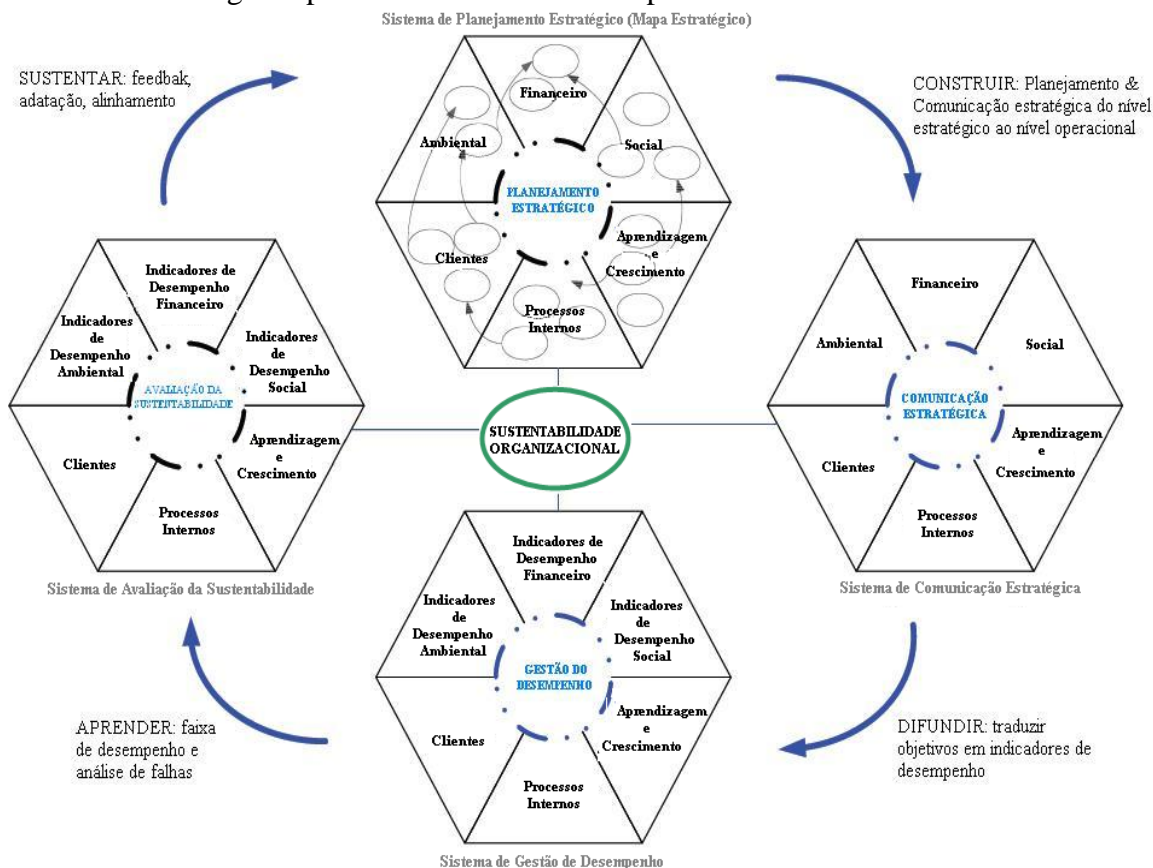 Sistema de Planejamento Estratégico (Mapa Estratégico)
SUSTENTAR: feedbak,
adatação, alinhamento
CONSTRUIR: Planejamento &
Comunicação estratégica do nível
estratégico ao nível operacional
Financeiro
Ambiental
Social
PLANEJAMENTO
ESTRATÉGICO
Clientes
Aprendizagem
e
Crescimento
Processos
Internos
Indicadores de
Desempenho
Financeiro
Indicadores
de
Desempenho
Ambiental
Indicadores
de
Desempenho
Social
AVALIAÇÃO DA
SUSTENTABILIDADE
Clientes
Aprendizagem
e
Crescimento
Processos
Internos
Sistema de Avaliação da Sustentabilidade
SUSTENTABILIDADE
ORGANIZACIONAL
Financeiro
Ambiental
Social
COMUNICAÇÃO
ESTRATÉGICA
Clientes
Aprendizagem
e
Crescimento
Processos
Internos
Sistema de Comunicação Estratégica
Indicadores de
Desempenho
Financeiro
Indicadores
de
Desempenho
Ambiental
Indicadores
de
Desempenho
Social
GESTÃO DO
DESEMPENHO
Clientes
Aprendizagem
e
Crescimento
Processos
Internos
APRENDER: faixa
de desempenho e
análise de falhas
DIFUNDIR: traduzir
objetivos em indicadores de
desempenho
Sistema de Gestão de Desempenho